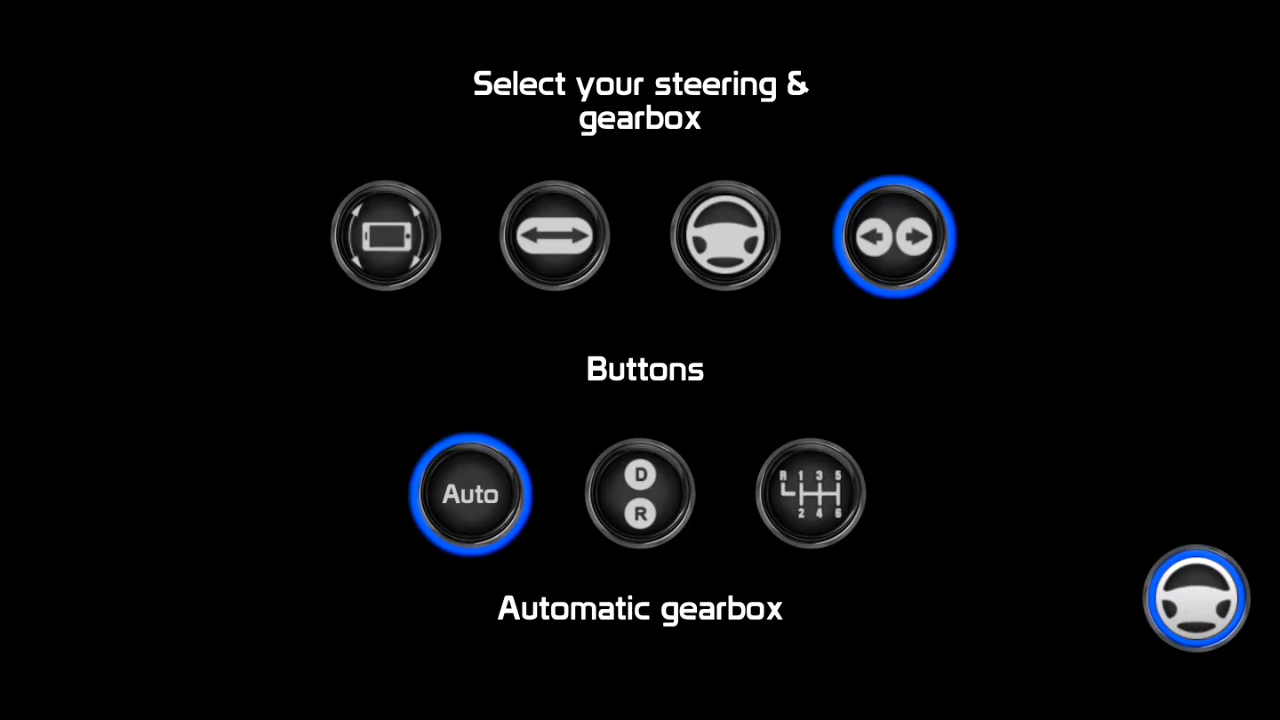 Select your steering &
gearbox
Buttons
Auto
D
R
R 1 3 5
2 4 6
Automatic gearbox